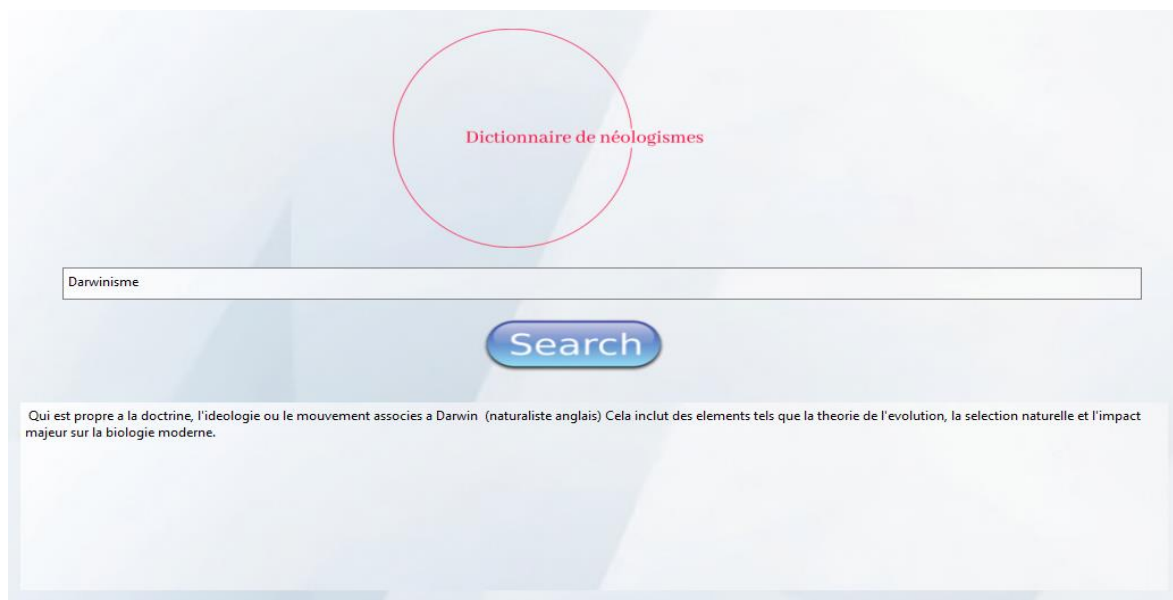 Dictionnaire de néologismes
Darwinisme
Search
Qui est propre a la doctrine, l'ideologie ou le mouvement associes a Darwin  (naturaliste anglais) Cela inclut des elements tels que la theorie de l'evolution, la selection naturelle et l'impact
majeur sur la biologie moderne.